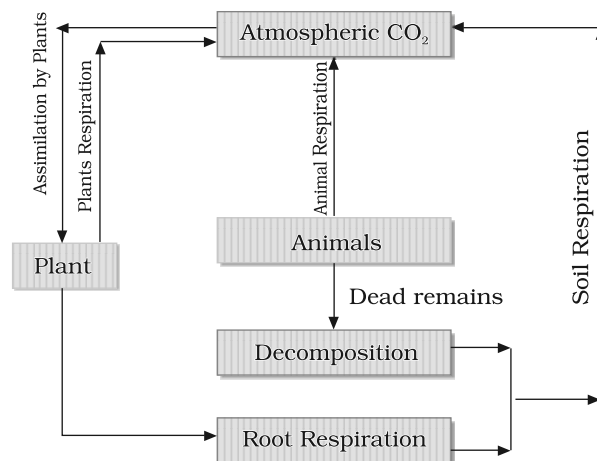 Atmospheric CO₂
Assimilation by Plants
Plants Respiration
Animal Respiration
Soil Respiration
Animals
Plant
Dead remains
Decomposition
Root Respiration